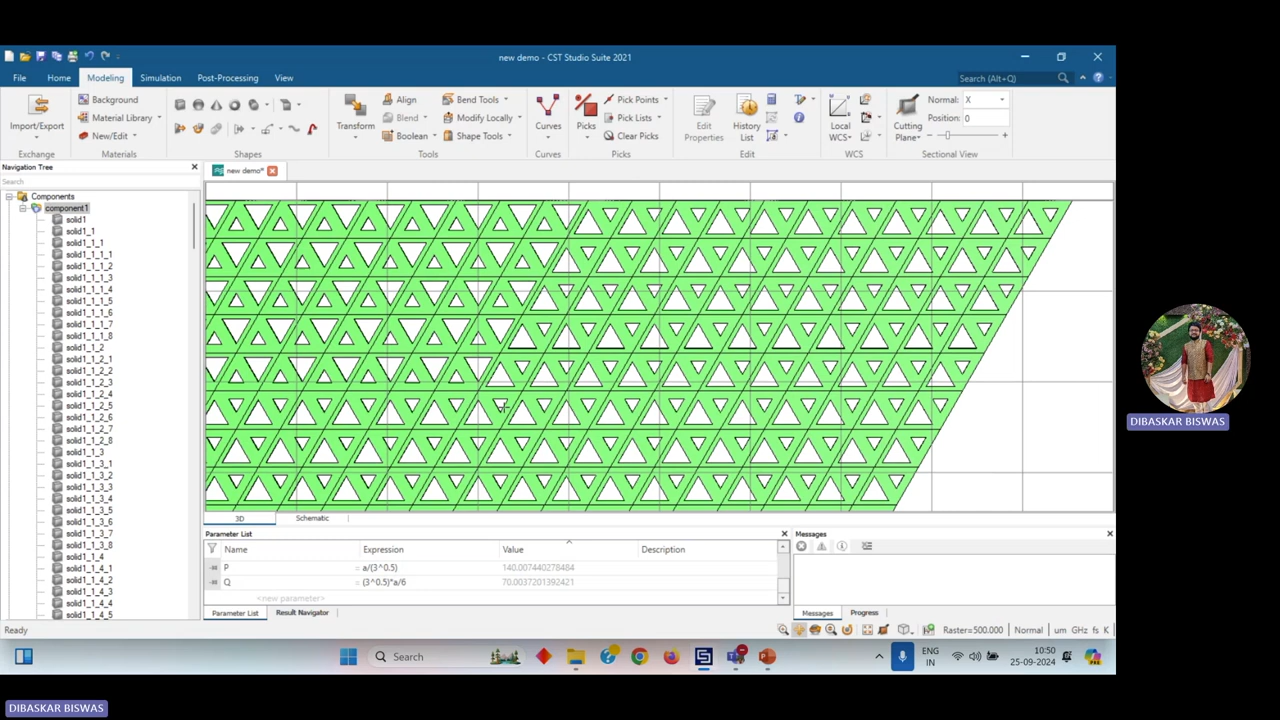 new demo - CST Studio Suite 2021
File Home Modeling Simulation Post-Processing View Search (Alt+Q)
Import/Export
Exchange
Background
Material Library
New/Edit
Materials
Shapes
Transform
Align
Blend
Boolean
Bend Tools
Modify Locally
Shape Tools
Tools
Curves
Curves
Picks
Pick Points
Pick Lists
Clear Picks
Picks
Edit
Properties
History
List
Edit
Local
WCS
WCS
Cutting
Plane
Normal: X
Position: 0
Sectional View
Navigation Tree
Search
new demo*
Components
component1
solid1
solid1_1
solid1_1_1
solid1_1_1_1
solid1_1_1_2
solid1_1_1_3
solid1_1_1_4
solid1_1_1_5
solid1_1_1_6
solid1_1_1_7
solid1_1_1_8
solid1_1_2
solid1_1_2_1
solid1_1_2_2
solid1_1_2_3
solid1_1_2_4
solid1_1_2_5
solid1_1_2_6
solid1_1_2_7
solid1_1_2_8
solid1_1_3
solid1_1_3_1
solid1_1_3_2
solid1_1_3_3
solid1_1_3_4
solid1_1_3_5
solid1_1_3_6
solid1_1_3_7
solid1_1_3_8
solid1_1_4
solid1_1_4_1
solid1_1_4_2
solid1_1_4_3
solid1_1_4_4
solid1_1_4_5
3D Schematic
Parameter List
Name Expression Value Description
P = a/(3^0.5) 140.007440278484
Q = (3^0.5)*a/6 70.0037201392421
<new parameter>
Parameter List Result Navigator
Messages
Messages Progress
Ready
Raster=500.000 Normal um GHz fs K
Search
ENG
IN
10:50
25-09-2024
DIBASKAR BISWAS
DIBASKAR BISWAS